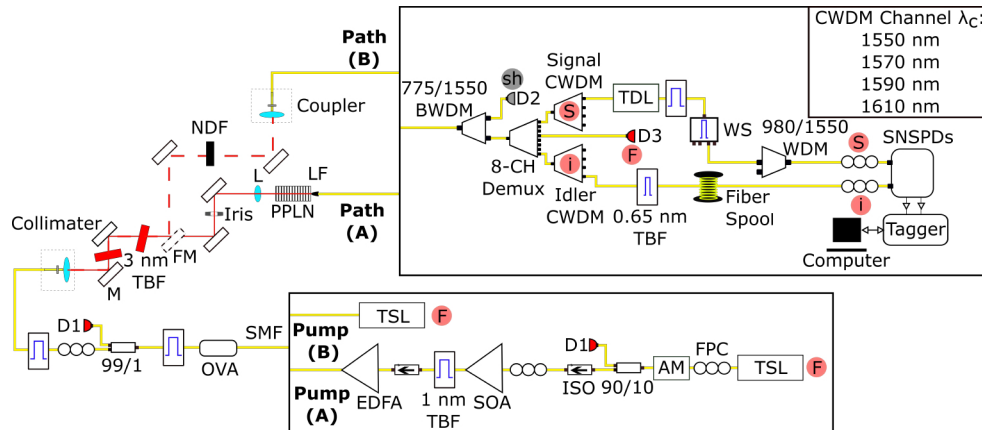 CWDM Channel λc:
1550 nm
1570 nm
1590 nm
1610 nm
Path
(B)
Signal
CWDM
sh
775/1550
BWDM
D2
S
TDL
Coupler
NDF
WS
980/1550
WDM
SNSPDs
D3
F
S
8-CH
Demux
i
Idler
CWDM
L
LF
PPLN
Iris
Path
(A)
0.65 nm
TBF
Fiber
Spool
i
Tagger
Computer
Collimater
3 nm
TBF
FM
M
D1
99/1
OVA
SMF
Pump
(B)
TSL
F
Pump
(A)
EDFA
1 nm
TBF
SOA
D1
ISO
90/10
AM
FPC
TSL
F